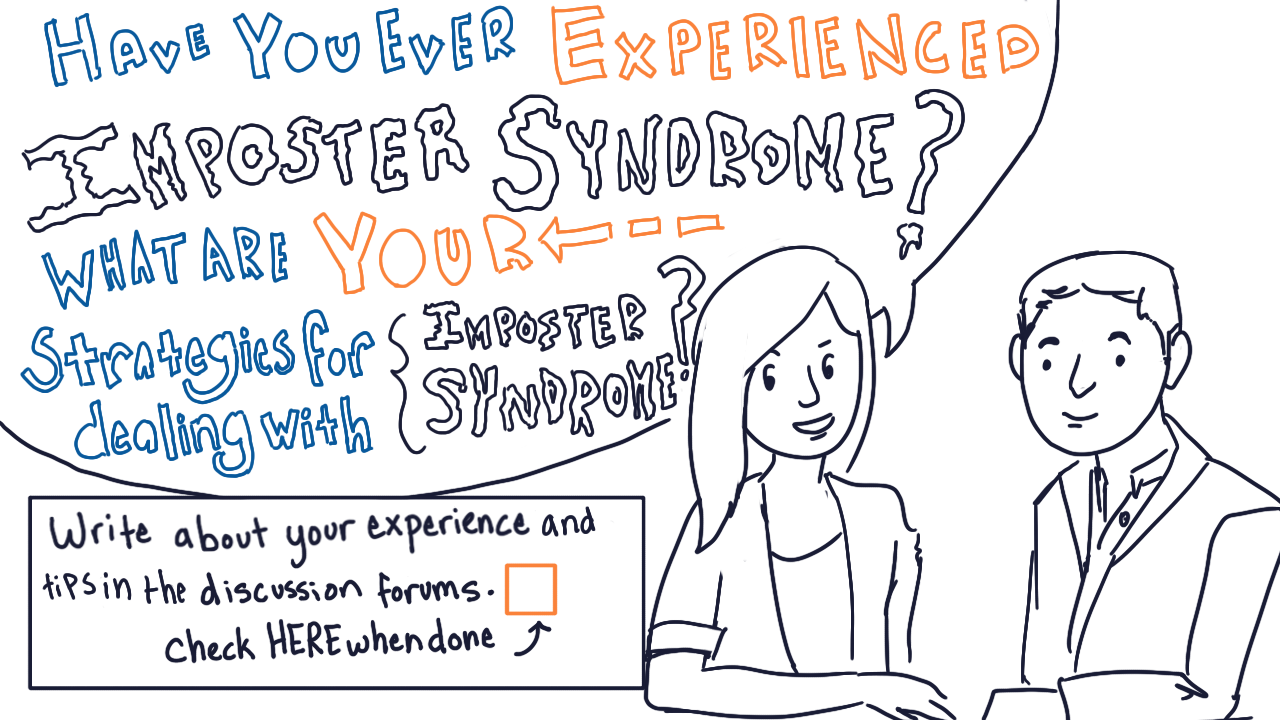 HAVE YOU EVER EXPERIENCED
IMPOSTER SYNDROME?
WHAT ARE YOUR
Strategies for
dealing with
IMPOSTER
SYNDROME?
Write about your experience and
tips in the discussion forums.
check HERE when done